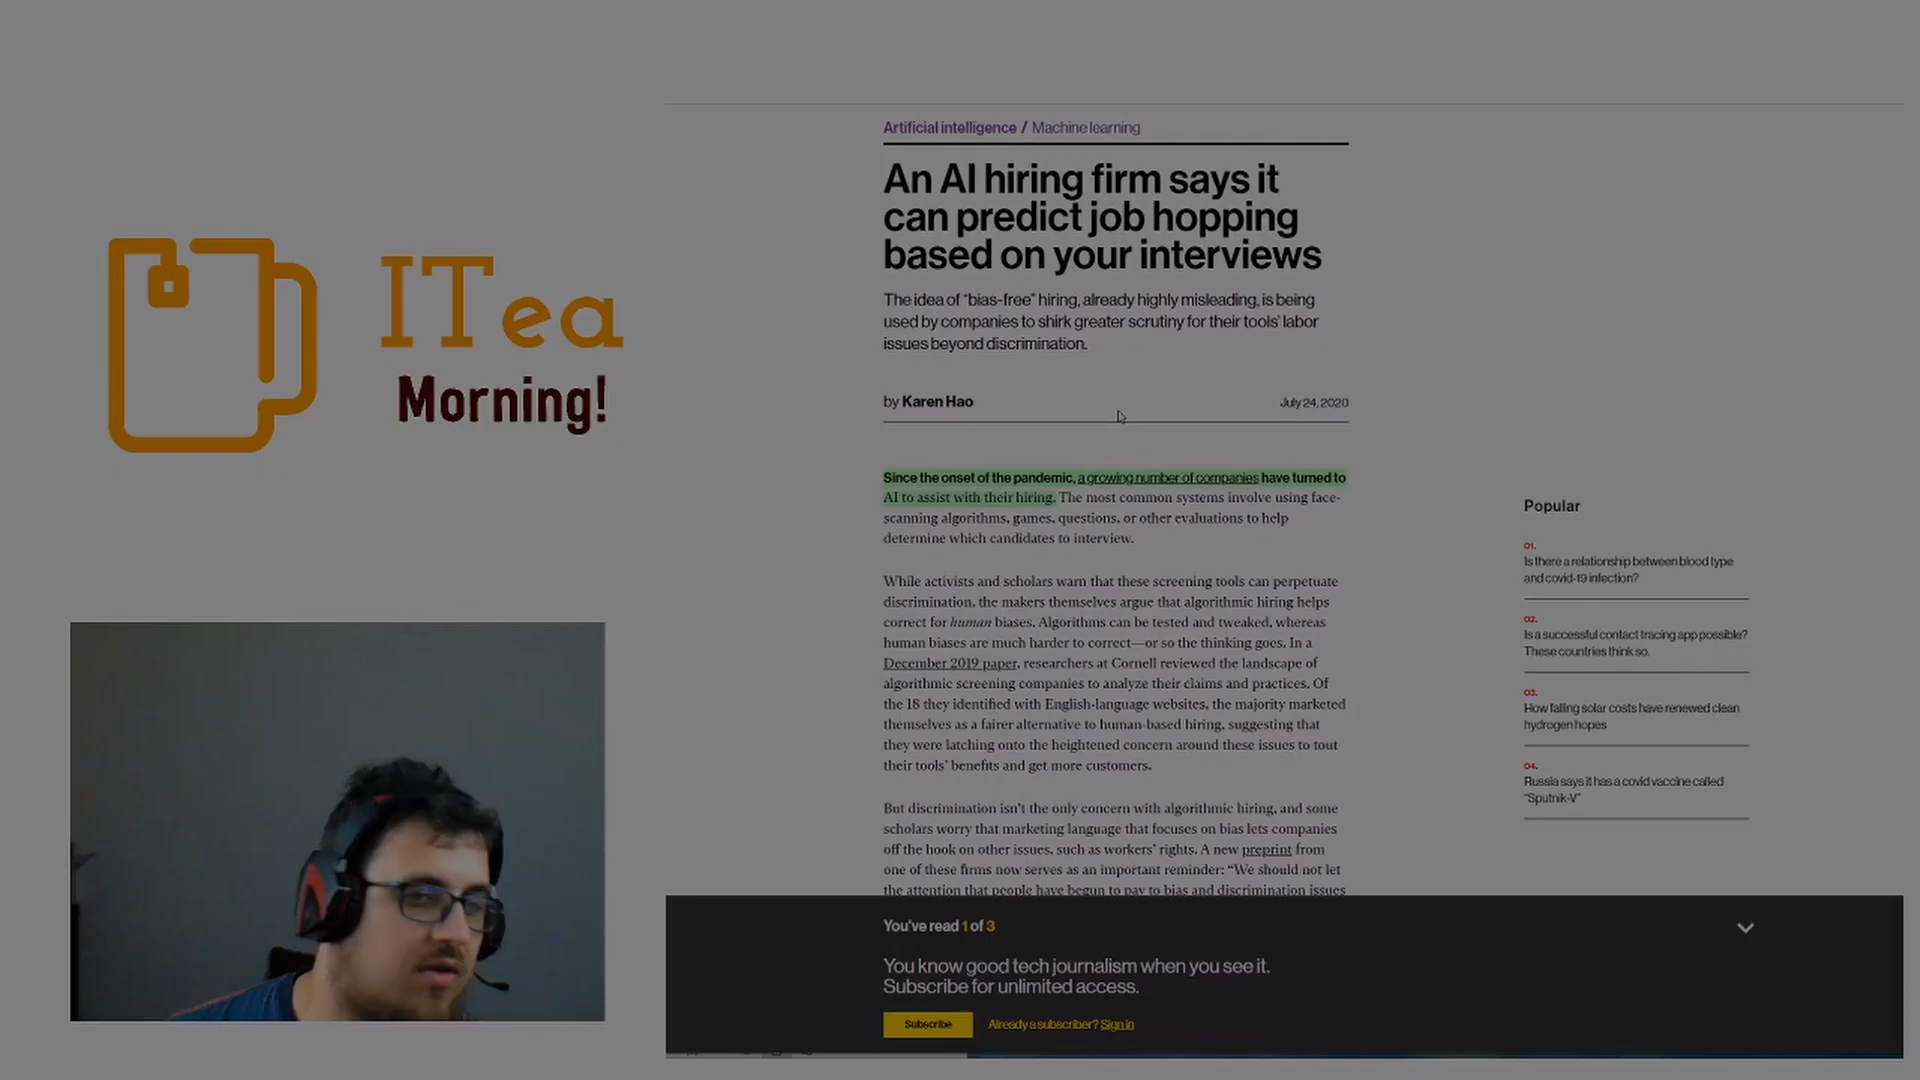 ITea
Morning!
Artificial intelligence / Machine learning
An AI hiring firm says it
can predict job hopping
based on your interviews
The idea of “bias-free” hiring, already highly misleading, is being
used by companies to shirk greater scrutiny for their tools’ labor
issues beyond discrimination.
by Karen Hao
July 24, 2020
Since the onset of the pandemic, a growing number of companies have turned to
AI to assist with their hiring. The most common systems involve using face-
scanning algorithms, games, questions, or other evaluations to help
determine which candidates to interview.
While activists and scholars warn that these screening tools can perpetuate
discrimination, the makers themselves argue that algorithmic hiring helps
correct for human biases. Algorithms can be tested and tweaked, whereas
human biases are much harder to correct—or so the thinking goes. In a
December 2019 paper, researchers at Cornell reviewed the landscape of
algorithmic screening companies to analyze their claims and practices. Of
the 18 they identified with English-language websites, the majority marketed
themselves as a fairer alternative to human-based hiring, suggesting that
they were latching onto the heightened concern around these issues to tout
their tools’ benefits and get more customers.
But discrimination isn’t the only concern with algorithmic hiring, and some
scholars worry that marketing language that focuses on bias lets companies
off the hook on other issues, such as workers’ rights. A new preprint from
one of these firms now serves as an important reminder: “We should not let
the attention that people have begun to pay to bias and discrimination issues
Popular
01.
Is there a relationship between blood type
and covid-19 infection?
02.
Is a successful contact tracing app possible?
These countries think so.
03.
How falling solar costs have renewed clean
hydrogen hopes
04.
Russia says it has a covid vaccine called
“Sputnik-V”
You've read 1 of 3
You know good tech journalism when you see it.
Subscribe for unlimited access.
Subscribe
Already a subscriber? Sign in